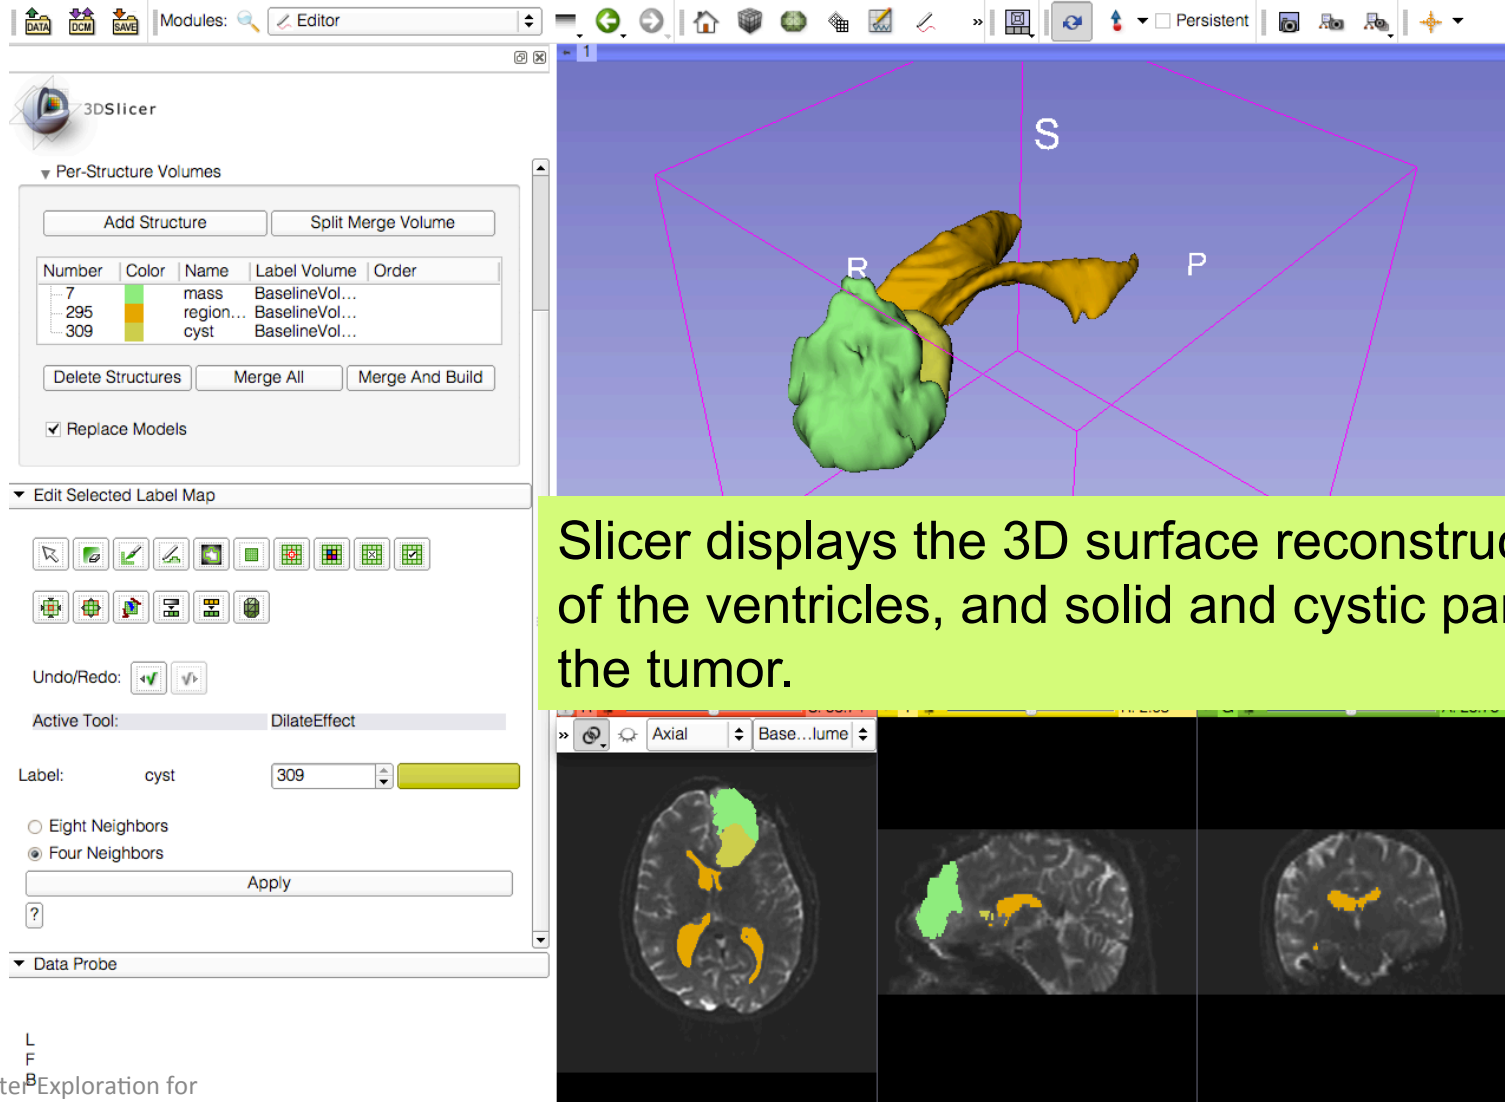 DATA DCM SAVE Modules: Editor Persistent
1
3DSlicer
S
Per-Structure Volumes
Add Structure Split Merge Volume
R P
Number Color Name Label Volume Order
7 mass BaselineVol...
295 region... BaselineVol...
309 cyst BaselineVol...
Delete Structures Merge All Merge And Build
Replace Models
Edit Selected Label Map
Slicer displays the 3D surface reconstruc
of the ventricles, and solid and cystic par
the tumor.
Undo/Redo:
Active Tool: DilateEffect
» Axial Base...lume
Label: cyst 309
Eight Neighbors
Four Neighbors
Apply
?
Data Probe
L
F
B
ter Exploration for